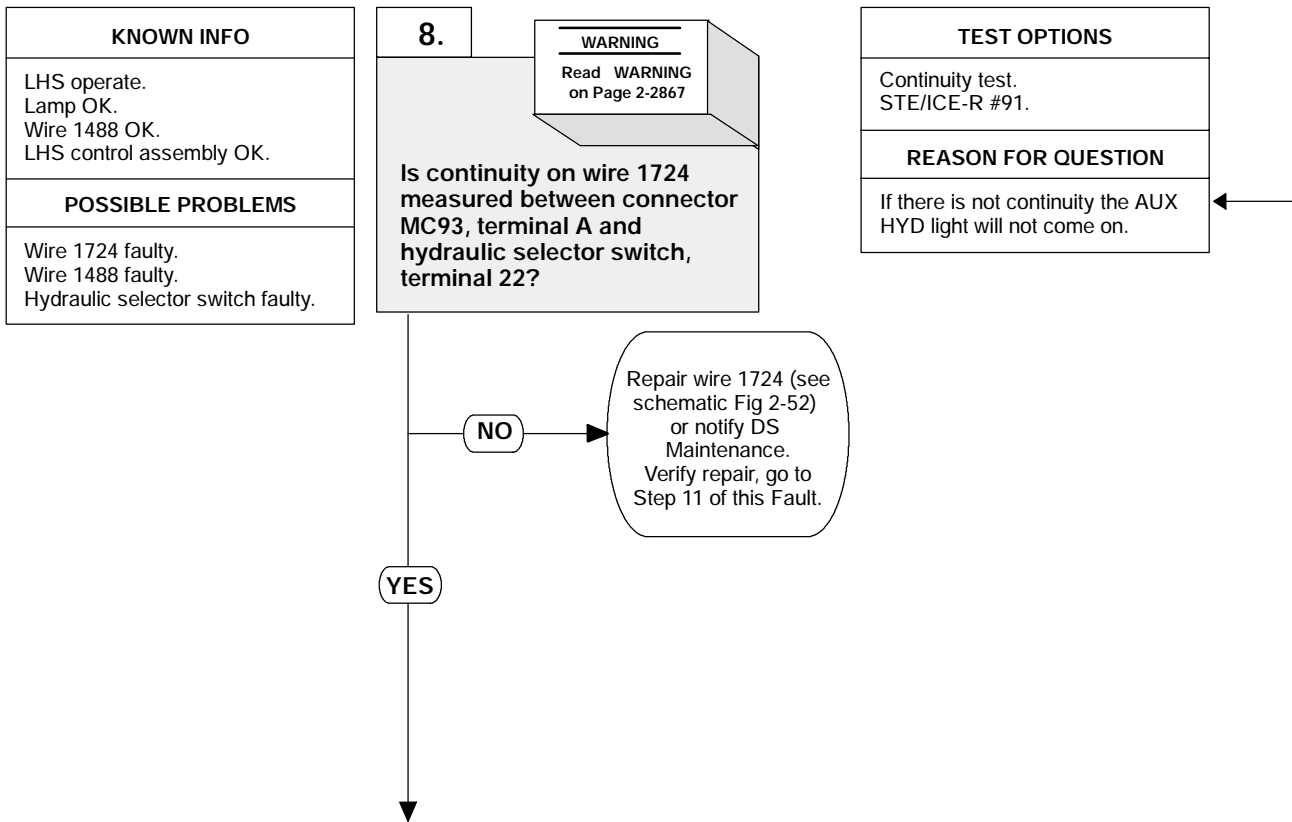 KNOWN INFO
LHS operate.
Lamp OK.
Wire 1488 OK.
LHS control assembly OK.
POSSIBLE PROBLEMS
Wire 1724 faulty.
Wire 1488 faulty.
Hydraulic selector switch faulty.
8.
WARNING
Read WARNING
on Page 2-2867
Is continuity on wire 1724
measured between connector
MC93, terminal A and
hydraulic selector switch,
terminal 22?
TEST OPTIONS
Continuity test.
STE/ICE-R #91.
REASON FOR QUESTION
If there is not continuity the AUX
HYD light will not come on.
NO
Repair wire 1724 (see
schematic Fig 2-52)
or notify DS
Maintenance.
Verify repair, go to
Step 11 of this Fault.
YES